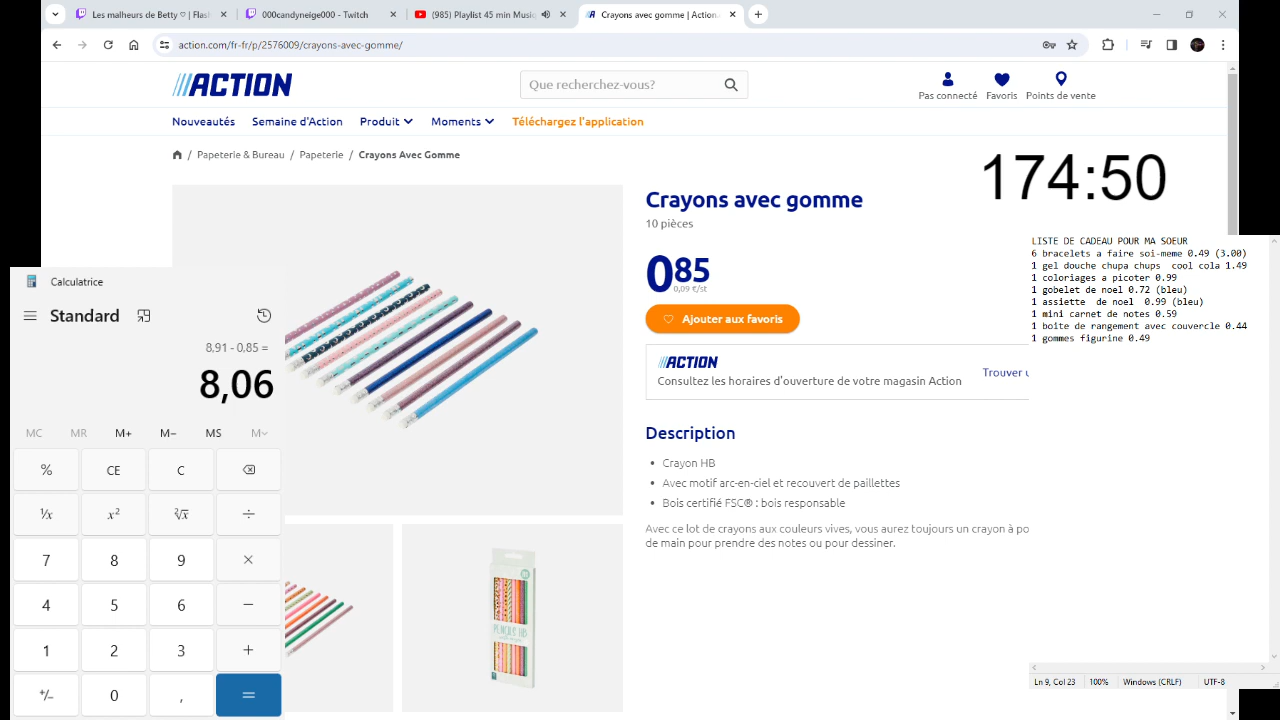 Les malheurs de Melba ♡ | Flash
Lantiegang000 - Twitch
(985) Playlist 45 min Musiq
Crayons avec gomme | Action.
action.com/fr-fr/p/2576009/crayons-avec-gomme/
ACTION
Que recherchez-vous?
Pas connecté Favoris Points de vente
Nouveautés Semaine d'Action Produit Moments Téléchargez l'application
/ Papeterie & Bureau / Papeterie / Crayons Avec Gomme
174:50
Crayons avec gomme
10 pièces
085
0,09 €/st
Ajouter aux favoris
ACTION
Consultez les horaires d'ouverture de votre magasin Action
Trouver u
Description
• Crayon HB
• Avec motif arc-en-ciel et recouvert de paillettes
• Bois certifié FSC® : bois responsable
Avec ce lot de crayons aux couleurs vives, vous aurez toujours un crayon à po
de main pour prendre des notes ou pour dessiner.
PENCILS HB
LISTE DE CADEAU POUR MA SOEUR
6 bracelets a faire soi-meme 0.49 (3.00)
1 gel douche chupa chups  cool cola 1.49
1 coloriages a picoter 0.99
1 gobelet de noel 0.72 (bleu)
1 assiette  de noel  0.99 (bleu)
1 mini carnet de notes 0.59
1 boite de rangement avec couvercle 0.44
1 gommes figurine 0.49
Ln 9, Col 23 100% Windows (CRLF) UTF-8
Calculatrice
Standard
8,91 - 0,85 =
8,06
MC MR M+ M− MS M
% CE C
¹/x x² ²√x ÷
7 8 9 ×
4 5 6 −
1 2 3 +
+/− 0 , =